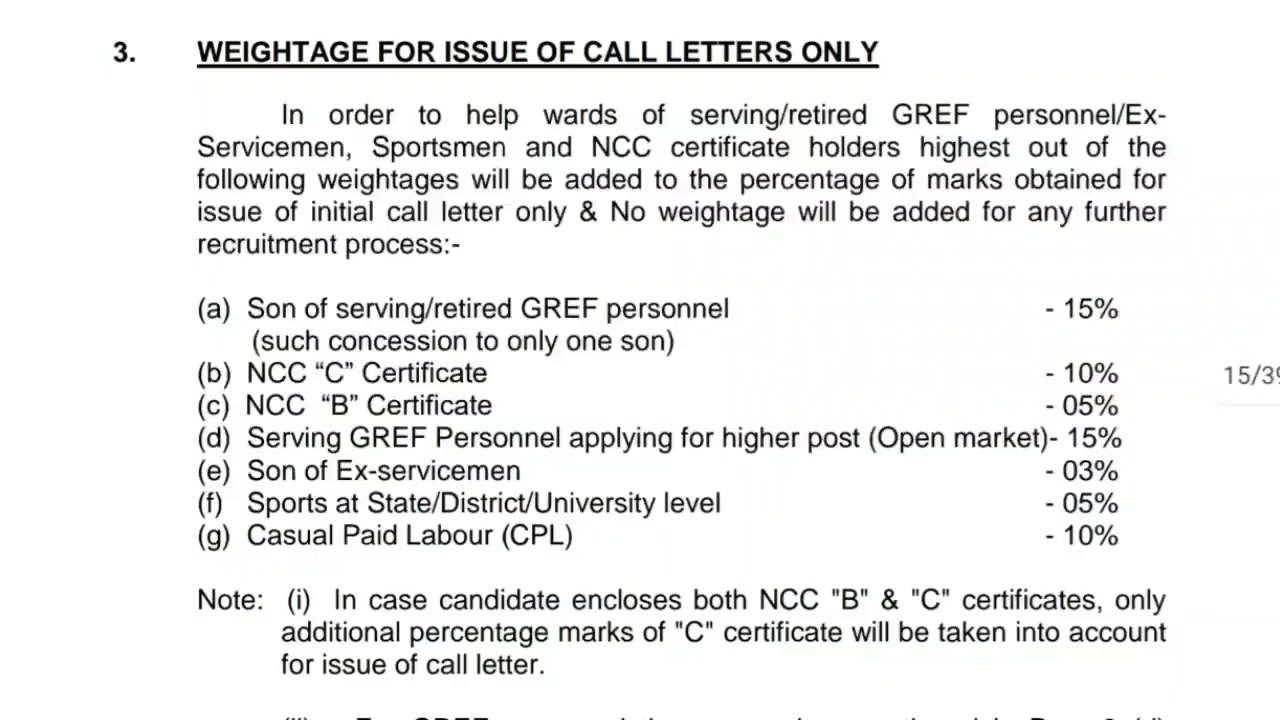 3. WEIGHTAGE FOR ISSUE OF CALL LETTERS ONLY
In order to help wards of serving/retired GREF personnel/Ex-
Servicemen, Sportsmen and NCC certificate holders highest out of the
following weightages will be added to the percentage of marks obtained for
issue of initial call letter only & No weightage will be added for any further
recruitment process:-
(a) Son of serving/retired GREF personnel - 15%
(such concession to only one son)
(b) NCC “C” Certificate - 10%
15/39
(c) NCC “B” Certificate - 05%
(d) Serving GREF Personnel applying for higher post (Open market)- 15%
(e) Son of Ex-servicemen - 03%
(f) Sports at State/District/University level - 05%
(g) Casual Paid Labour (CPL) - 10%
Note: (i) In case candidate encloses both NCC "B" & "C" certificates, only
additional percentage marks of "C" certificate will be taken into account
for issue of call letter.